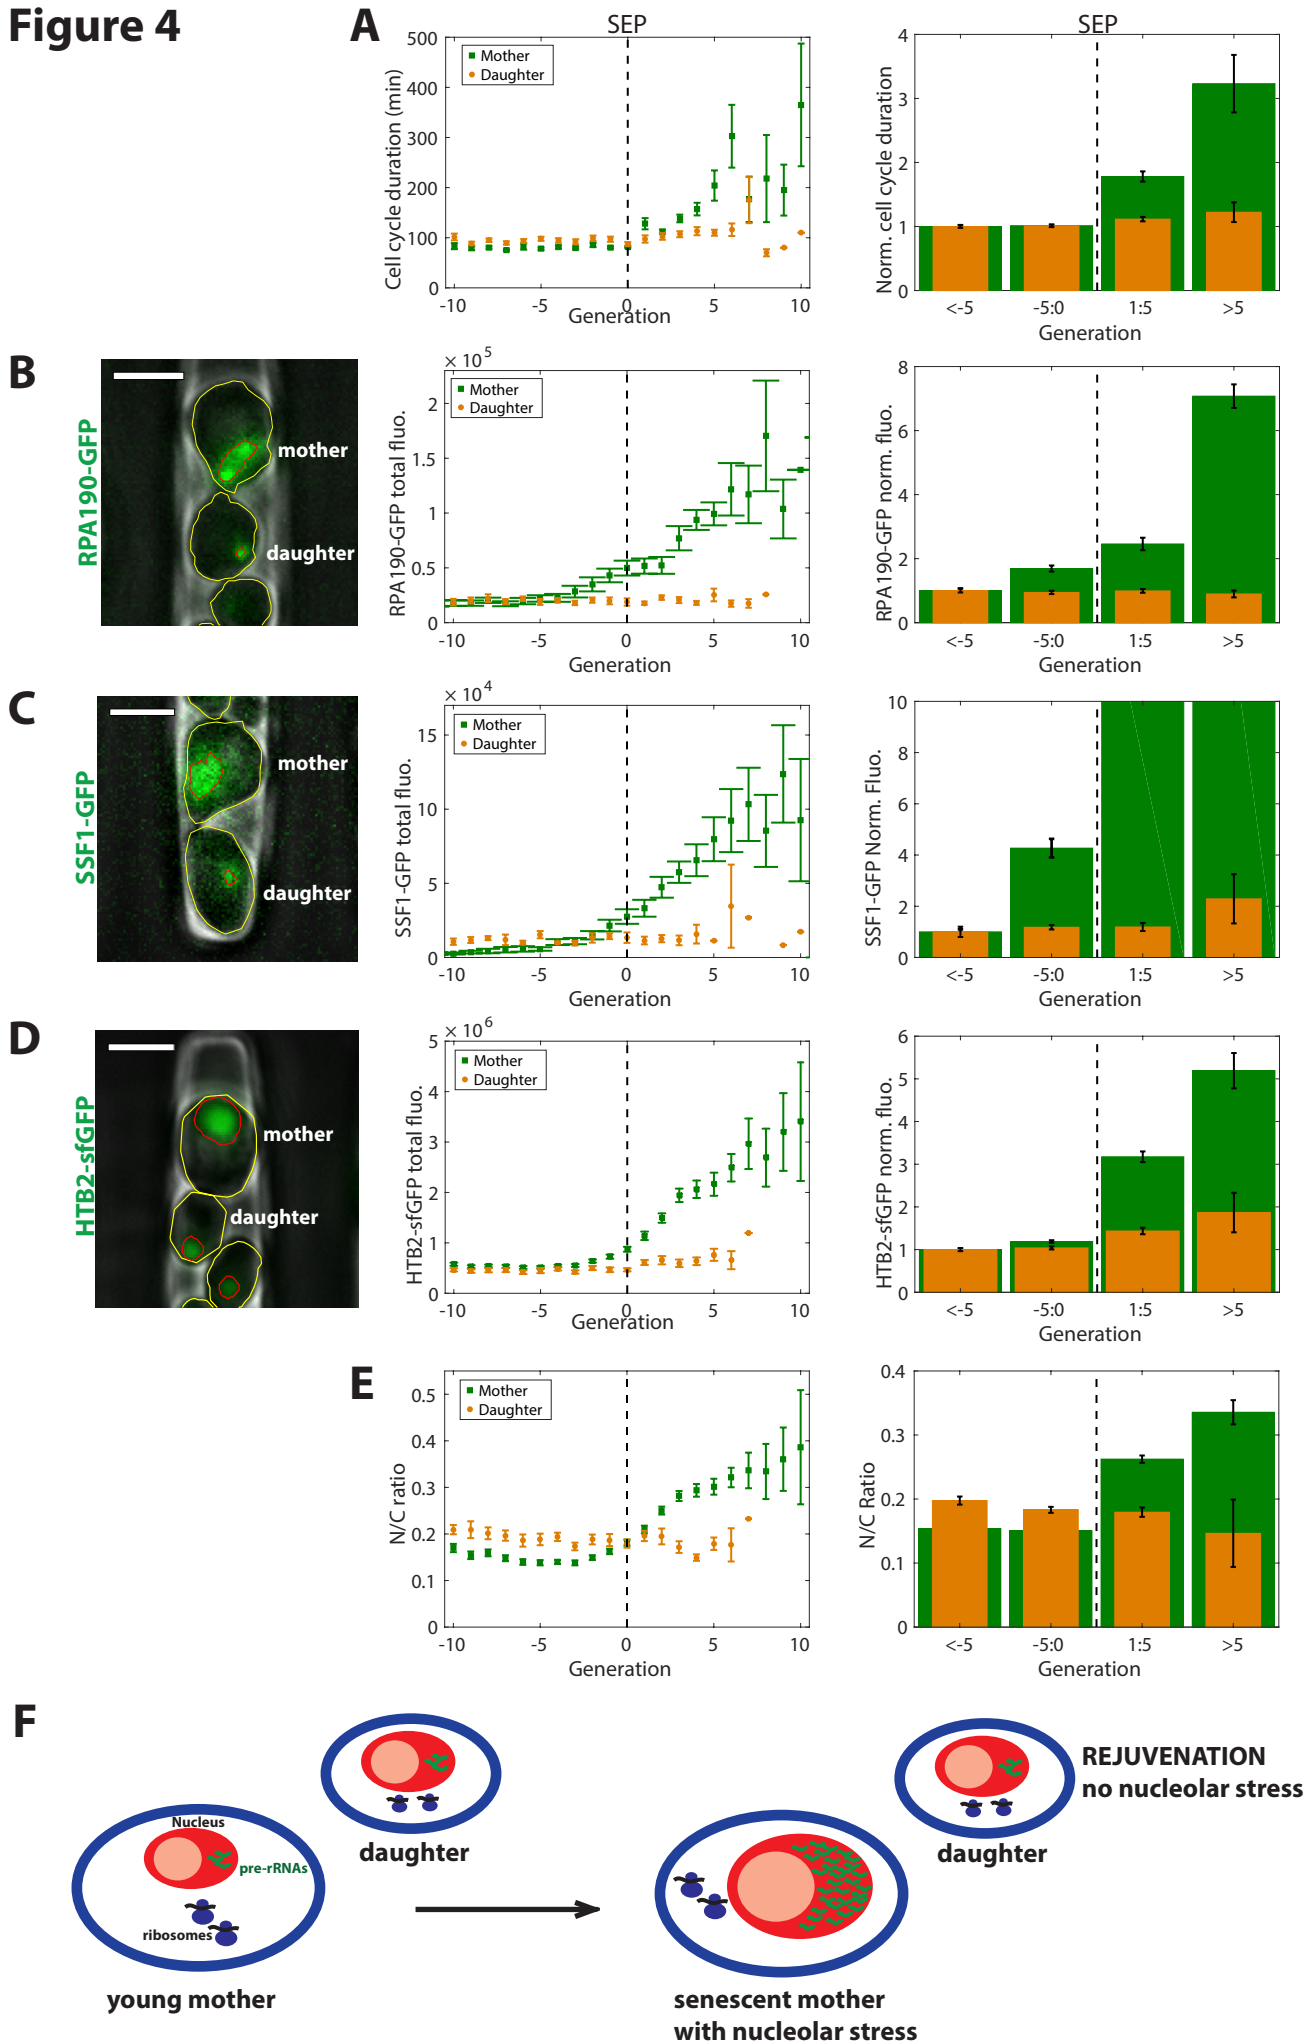 Figure 4
A
SEP
Cell cycle duration (min)
500
400
300
200
100
0
Mother
Daughter
-10
-5
0
5
10
Generation
SEP
Norm. cell cycle duration
4
3
2
1
0
<-5
-5:0
1:5
>5
Generation
B
RPA190-GFP
mother
daughter
× 10⁵
RPA190-GFP total fluo.
2
1.5
1
0.5
0
Mother
Daughter
-10
-5
0
5
10
Generation
RPA190-GFP norm. fluo.
8
6
4
2
0
<-5
-5:0
1:5
>5
Generation
C
SSF1-GFP
mother
daughter
× 10⁴
SSF1-GFP total fluo.
15
10
5
0
Mother
Daughter
-10
-5
0
5
10
Generation
SSF1-GFP Norm. Fluo.
10
8
6
4
2
0
<-5
-5:0
1:5
>5
Generation
D
HTB2-sfGFP
mother
daughter
× 10⁶
HTB2-sfGFP total fluo.
5
4
3
2
1
0
Mother
Daughter
-10
-5
0
5
10
Generation
HTB2-sfGFP norm. fluo.
6
5
4
3
2
1
0
<-5
-5:0
1:5
>5
Generation
E
N/C ratio
0.5
0.4
0.3
0.2
0.1
0
Mother
Daughter
-10
-5
0
5
10
Generation
N/C Ratio
0.4
0.3
0.2
0.1
0
<-5
-5:0
1:5
>5
Generation
F
Nucleus
pre-rRNAs
ribosomes
young mother
daughter
senescent mother
with nucleolar stress
daughter
REJUVENATION
no nucleolar stress